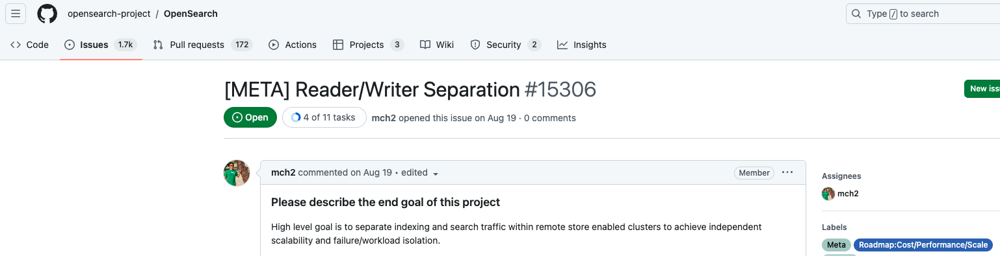 opensearch-project / OpenSearch
Type / to search
Code Issues 1.7k Pull requests 172 Actions Projects 3 Wiki Security 2 Insights
[META] Reader/Writer Separation #15306
New iss
Open 4 of 11 tasks mch2 opened this issue on Aug 19 · 0 comments
mch2 commented on Aug 19 • edited
Member
Please describe the end goal of this project
High level goal is to separate indexing and search traffic within remote store enabled clusters to achieve independent
scalability and failure/workload isolation.
Assignees
mch2
Labels
Meta Roadmap:Cost/Performance/Scale